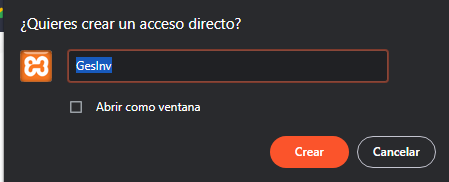 ¿Quieres crear un acceso directo?
GesInv
Abrir como ventana
Crear
Cancelar